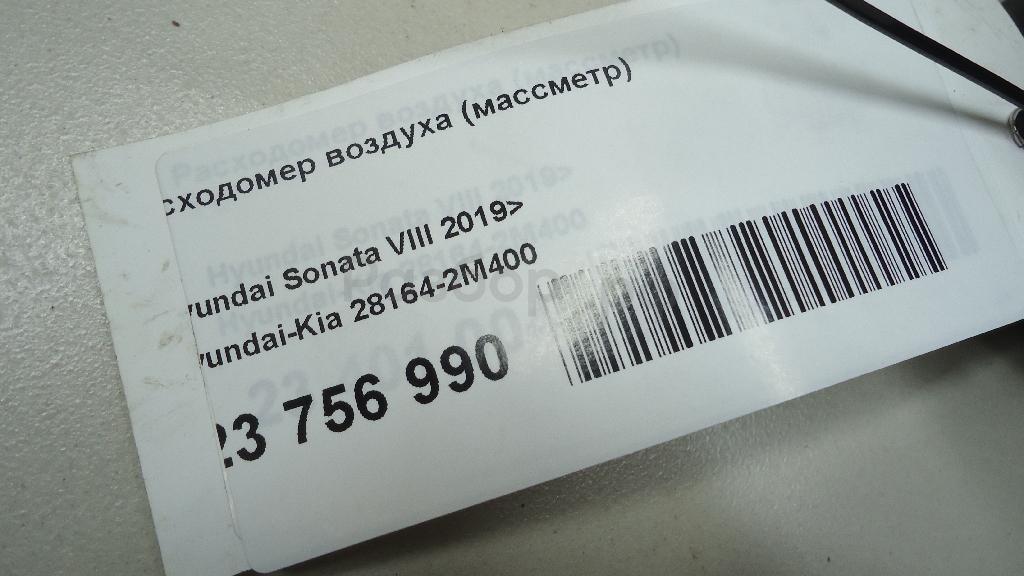 сходомер воздуха (массметр)
yundai Sonata VIII 2019>
yundai-Kia 28164-2M400
23 756 990